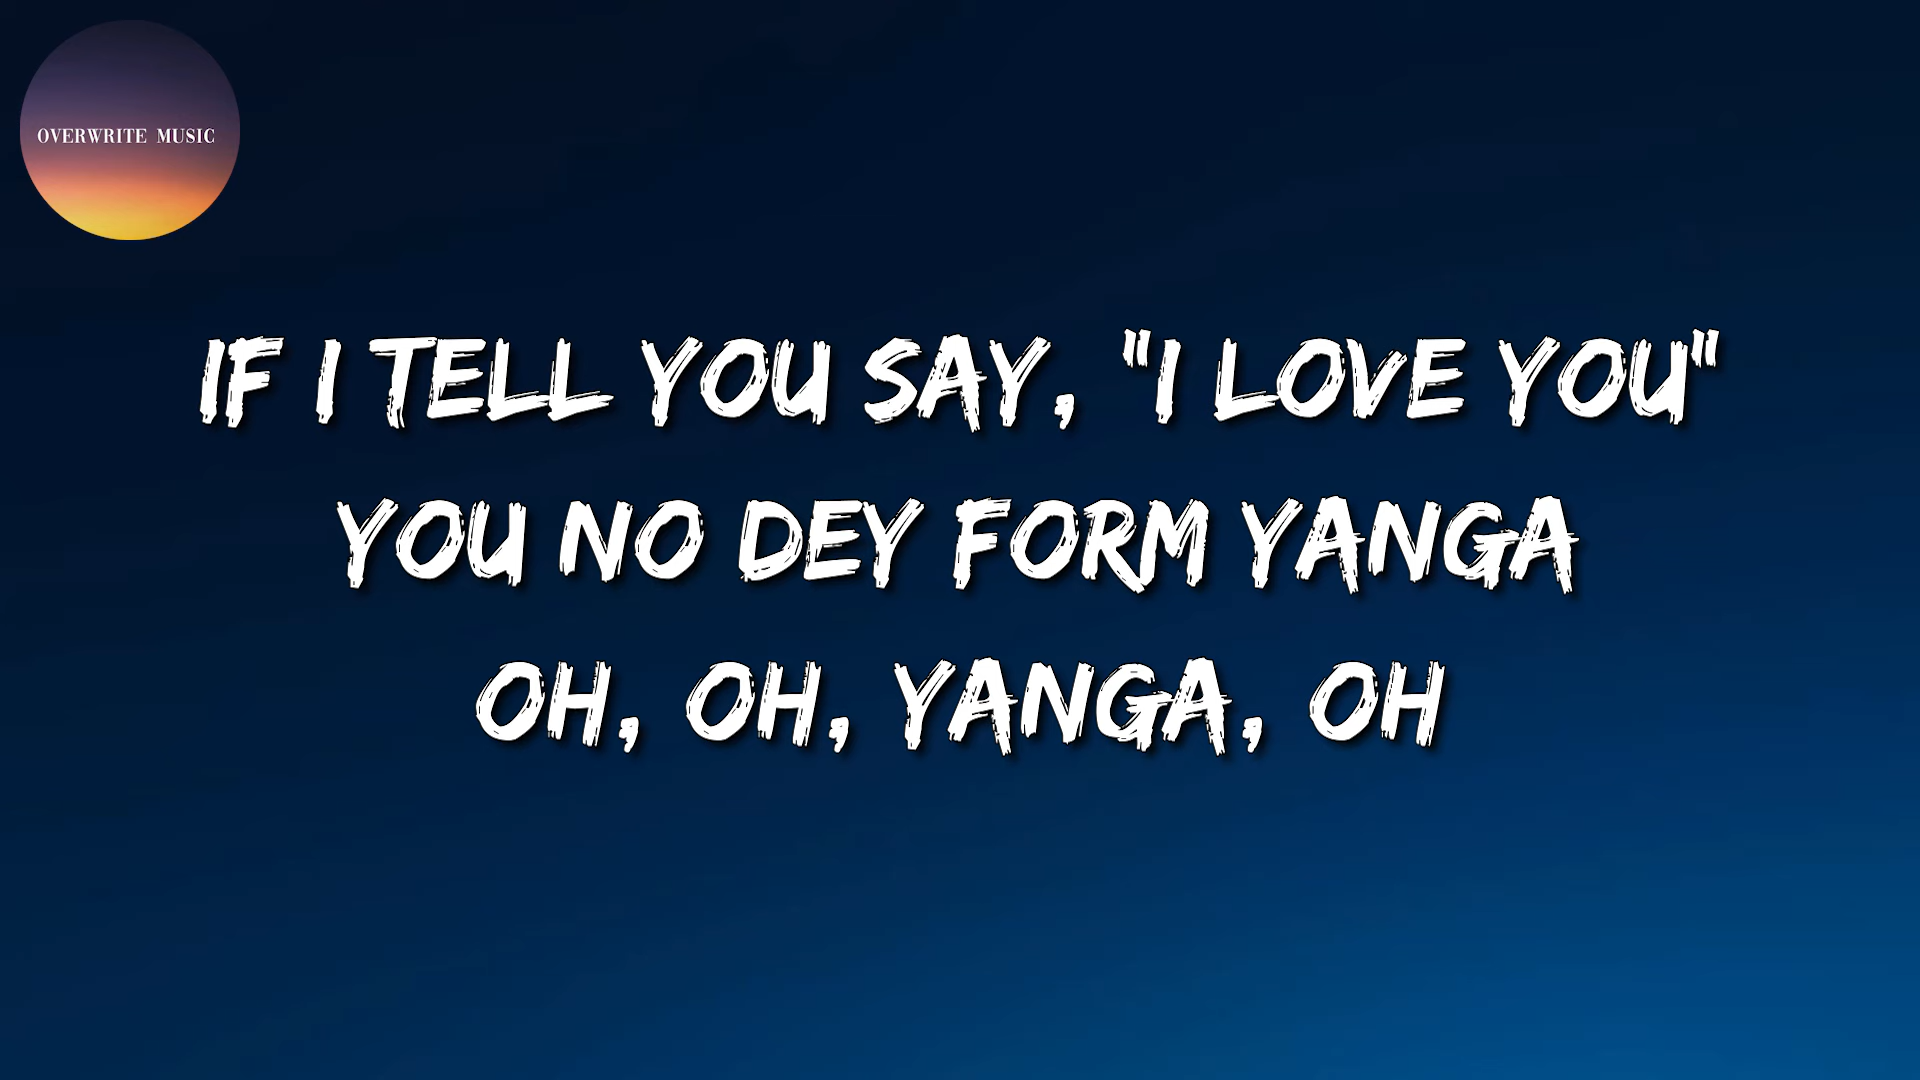 OVERWRITE MUSIC
IF I TELL YOU SAY, "I LOVE YOU"
YOU NO DEY FORM YANGA
OH, OH, YANGA, OH